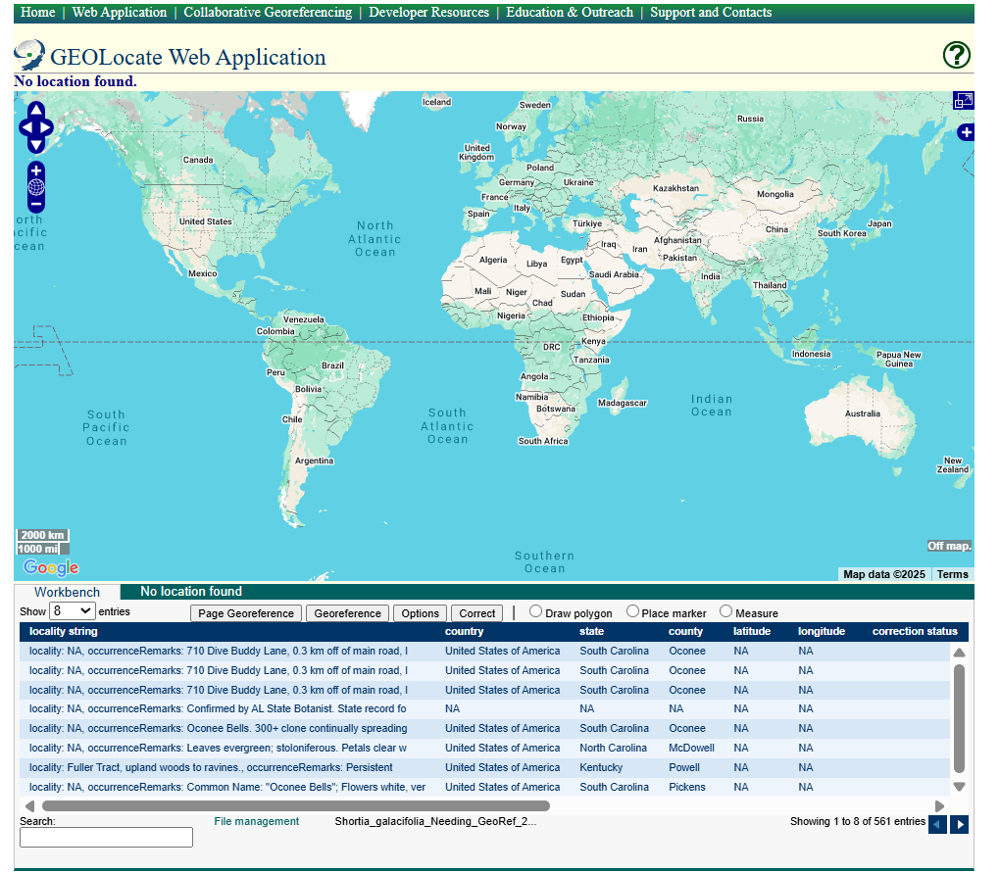 Home | Web Application | Collaborative Georeferencing | Developer Resources | Education & Outreach | Support and Contacts
GEOLocate Web Application
?
No location found.
Iceland
Sweden
Russia
Norway
Canada
United Kingdom
Poland
Germany
Ukraine
Kazakhstan
Mongolia
France
Spain
Italy
Türkiye
United States
North Atlantic Ocean
orth
acific
cean
China
Japan
South Korea
Afghanistan
Iraq
Iran
Pakistan
Algeria
Libya
Egypt
Saudi Arabia
India
Mexico
Thailand
Mali
Niger
Chad
Sudan
Nigeria
Ethiopia
Venezuela
Colombia
DRC
Kenya
Tanzania
Indonesia
Papua New Guinea
Peru
Brazil
Bolivia
Angola
Namibia
Botswana
Madagascar
South Pacific Ocean
South Atlantic Ocean
Indian Ocean
Australia
Chile
South Africa
Argentina
New Zealand
2000 km
1000 mi
Off map.
Southern Ocean
Google
Map data ©2025 Terms
Workbench No location found
Show 8 entries Page Georeference Georeference Options Correct | Draw polygon Place marker Measure
locality string country state county latitude longitude correction status
locality: NA, occurrenceRemarks: 710 Dive Buddy Lane, 0.3 km off of main road, l United States of America South Carolina Oconee NA NA
locality: NA, occurrenceRemarks: 710 Dive Buddy Lane, 0.3 km off of main road, l United States of America South Carolina Oconee NA NA
locality: NA, occurrenceRemarks: 710 Dive Buddy Lane, 0.3 km off of main road, l United States of America South Carolina Oconee NA NA
locality: NA, occurrenceRemarks: Confirmed by AL State Botanist. State record fo NA NA NA NA NA
locality: NA, occurrenceRemarks: Oconee Bells. 300+ clone continually spreading United States of America South Carolina Oconee NA NA
locality: NA, occurrenceRemarks: Leaves evergreen; stoloniferous. Petals clear w United States of America North Carolina McDowell NA NA
locality: Fuller Tract, upland woods to ravines., occurrenceRemarks: Persistent United States of America Kentucky Powell NA NA
locality: NA, occurrenceRemarks: Common Name: "Oconee Bells"; Flowers white, ver United States of America South Carolina Pickens NA NA
Search: File management Shortia_galacifolia_Needing_GeoRef_2... Showing 1 to 8 of 561 entries